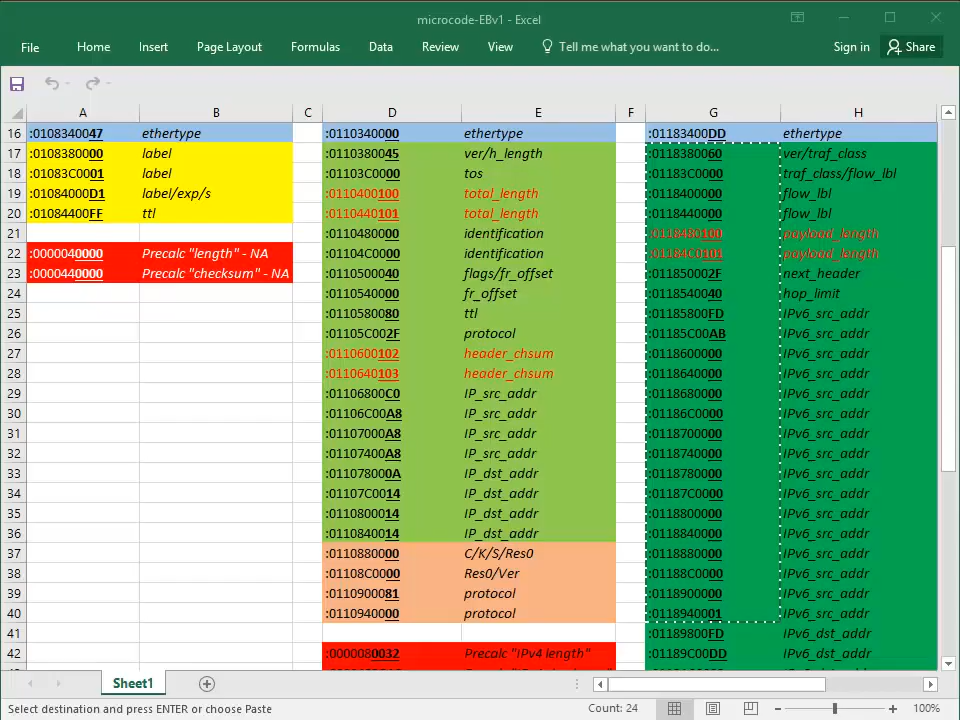 microcode-EBv1 - Excel
File Home Insert Page Layout Formulas Data Review View Tell me what you want to do... Sign in Share
A B C D E F G H
16 :0108340047 ethertype :0110340000 ethertype :01183400DD ethertype
17 :0108380000 label :0110380045 ver/h_length :0118380060 ver/traf_class
18 :01083C0001 label :01103C0000 tos :01183C0000 traf_class/flow_lbl
19 :01084000D1 label/exp/s :0110400100 total_length :0118400000 flow_lbl
20 :01084400FF ttl :0110440101 total_length :0118440000 flow_lbl
21 :0110480000 identification :0118480100 payload_length
22 :0000040000 Precalc "length" - NA :01104C0000 identification :01184C0101 payload_length
23 :0000440000 Precalc "checksum" - NA :0110500040 flags/fr_offset :011850002F next_header
24 :0110540000 fr_offset :0118540040 hop_limit
25 :0110580080 ttl :01185800FD IPv6_src_addr
26 :01105C002F protocol :01185C00AB IPv6_src_addr
27 :0110600102 header_chsum :0118600000 IPv6_src_addr
28 :0110640103 header_chsum :0118640000 IPv6_src_addr
29 :01106800C0 IP_src_addr :0118680000 IPv6_src_addr
30 :01106C00A8 IP_src_addr :01186C0000 IPv6_src_addr
31 :01107000A8 IP_src_addr :0118700000 IPv6_src_addr
32 :01107400A8 IP_src_addr :0118740000 IPv6_src_addr
33 :011078000A IP_dst_addr :0118780000 IPv6_src_addr
34 :01107C0014 IP_dst_addr :01187C0000 IPv6_src_addr
35 :0110800014 IP_dst_addr :0118800000 IPv6_src_addr
36 :0110840014 IP_dst_addr :0118840000 IPv6_src_addr
37 :0110880000 C/K/S/Res0 :0118880000 IPv6_src_addr
38 :01108C0000 Res0/Ver :01188C0000 IPv6_src_addr
39 :0110900081 protocol :0118900000 IPv6_src_addr
40 :0110940000 protocol :0118940001 IPv6_src_addr
41 :01189800FD IPv6_dst_addr
42 :0000080032 Precalc "IPv4 length" :01189C00DD IPv6_dst_addr
Sheet1
Select destination and press ENTER or choose Paste Count: 24 100%